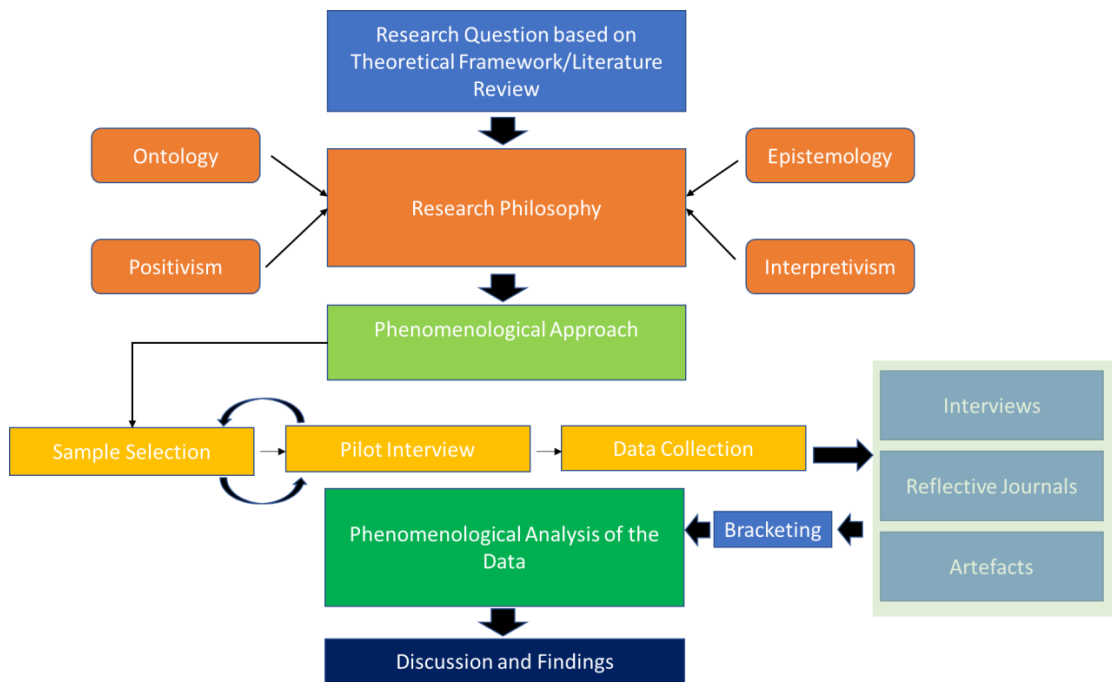 Research Question based on
Theoretical Framework/Literature
Review
Ontology
Epistemology
Research Philosophy
Positivism
Interpretivism
Phenomenological Approach
Interviews
Sample Selection
Pilot Interview
Data Collection
Reflective Journals
Phenomenological Analysis of the
Data
Bracketing
Artefacts
Discussion and Findings